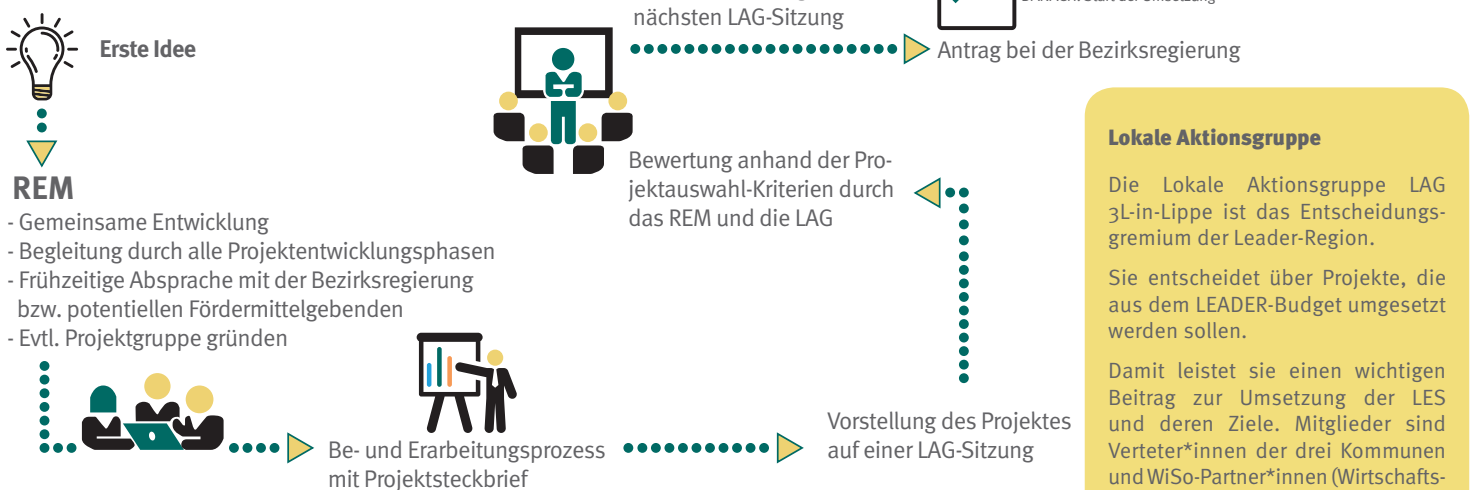 Erste Idee
REM
- Gemeinsame Entwicklung
- Begleitung durch alle Projektentwicklungsphasen
- Frühzeitige Absprache mit der Bezirksregierung
bzw. potentiellen Fördermittelgebenden
- Evtl. Projektgruppe gründen
Be- und Erarbeitungsprozess
mit Projektsteckbrief
Vorstellung des Projektes
auf einer LAG-Sitzung
Bewertung anhand der Pro-
jektauswahl-Kriterien durch
das REM und die LAG
nächsten LAG-Sitzung
Antrag bei der Bezirksregierung
Lokale Aktionsgruppe
Die Lokale Aktionsgruppe LAG
3L-in-Lippe ist das Entscheidungs-
gremium der Leader-Region.
Sie entscheidet über Projekte, die
aus dem LEADER-Budget umgesetzt
werden sollen.
Damit leistet sie einen wichtigen
Beitrag zur Umsetzung der LES
und deren Ziele. Mitglieder sind
Verteter*innen der drei Kommunen
und WiSo-Partner*innen (Wirtschafts-